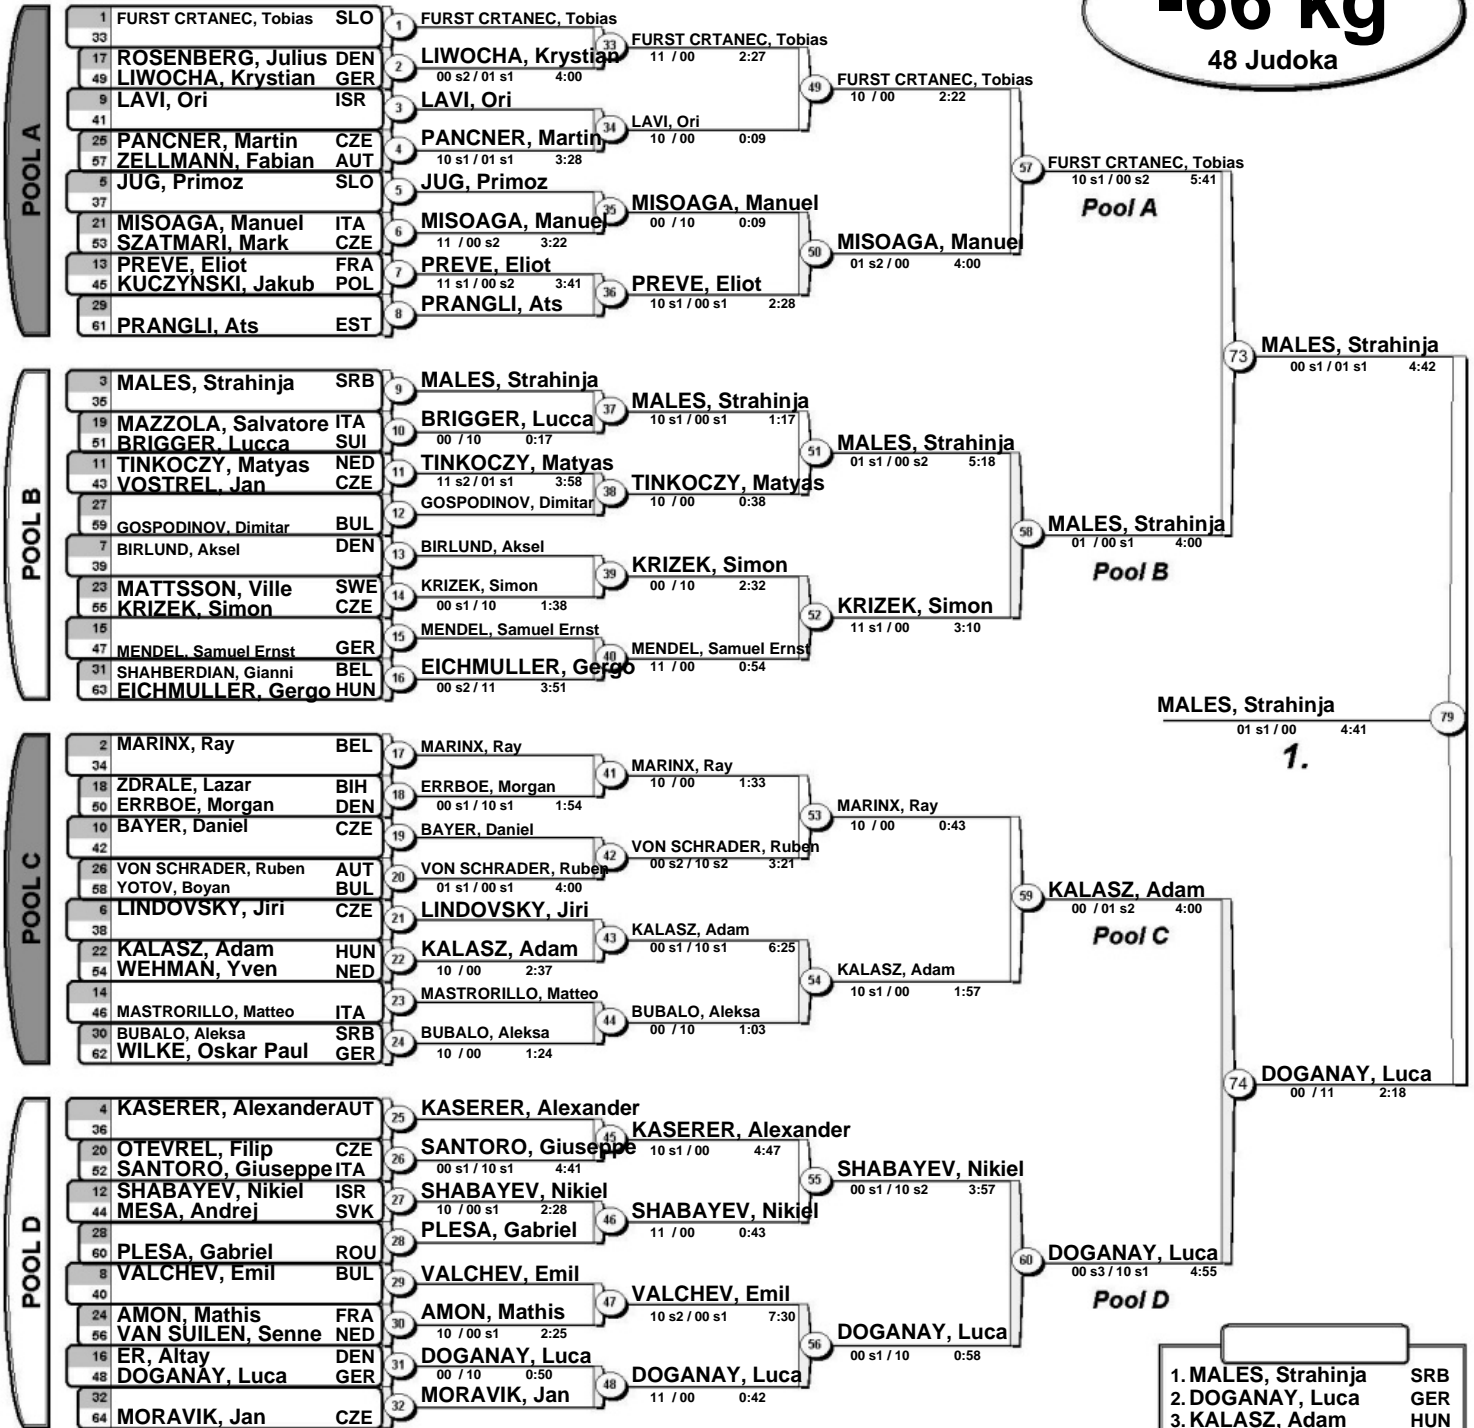 -66 kg
48 Judoka
POOL A
1 FURST CRTANEC, Tobias SLO
33
17 ROSENBERG, Julius DEN
49 LIWOCHA, Krystian GER
9 LAVI, Ori ISR
41
25 PANCNER, Martin CZE
57 ZELLMANN, Fabian AUT
5 JUG, Primoz SLO
37
21 MISOAGA, Manuel ITA
53 SZATMARI, Mark CZE
13 PREVE, Eliot FRA
45 KUCZYNSKI, Jakub POL
29
61 PRANGLI, Ats EST
1 FURST CRTANEC, Tobias
2 LIWOCHA, Krystian
00 s2 / 01 s1 4:00
3 LAVI, Ori
4 PANCNER, Martin
10 s1 / 01 s1 3:28
5 JUG, Primoz
6 MISOAGA, Manuel
11 / 00 s2 3:22
7 PREVE, Eliot
11 s1 / 00 s2 3:41
8 PRANGLI, Ats
33 FURST CRTANEC, Tobias
11 / 00 2:27
34 LAVI, Ori
10 / 00 0:09
35 MISOAGA, Manuel
00 / 10 0:09
36 PREVE, Eliot
10 s1 / 00 s1 2:28
49 FURST CRTANEC, Tobias
10 / 00 2:22
50 MISOAGA, Manuel
01 s2 / 00 4:00
57 FURST CRTANEC, Tobias
10 s1 / 00 s2 5:41
Pool A
POOL B
3 MALES, Strahinja SRB
35
19 MAZZOLA, Salvatore ITA
51 BRIGGER, Lucca SUI
11 TINKOCZY, Matyas NED
43 VOSTREL, Jan CZE
27
59 GOSPODINOV, Dimitar BUL
7 BIRLUND, Aksel DEN
39
23 MATTSSON, Ville SWE
55 KRIZEK, Simon CZE
15
47 MENDEL, Samuel Ernst GER
31 SHAHBERDIAN, Gianni BEL
63 EICHMULLER, Gergo HUN
9 MALES, Strahinja
10 BRIGGER, Lucca
00 / 10 0:17
11 TINKOCZY, Matyas
11 s2 / 01 s1 3:58
12 GOSPODINOV, Dimitar
13 BIRLUND, Aksel
14 KRIZEK, Simon
00 s1 / 10 1:38
15 MENDEL, Samuel Ernst
16 EICHMULLER, Gergo
00 s2 / 11 3:51
37 MALES, Strahinja
10 s1 / 00 s1 1:17
38 TINKOCZY, Matyas
10 / 00 0:38
39 KRIZEK, Simon
00 / 10 2:32
40 MENDEL, Samuel Ernst
11 / 00 0:54
51 MALES, Strahinja
01 s1 / 00 s2 5:18
52 KRIZEK, Simon
11 s1 / 00 3:10
58 MALES, Strahinja
01 / 00 s1 4:00
Pool B
73 MALES, Strahinja
00 s1 / 01 s1 4:42
MALES, Strahinja 79
01 s1 / 00 4:41
1.
POOL C
2 MARINX, Ray BEL
34
18 ZDRALE, Lazar BIH
50 ERRBOE, Morgan DEN
10 BAYER, Daniel CZE
42
26 VON SCHRADER, Ruben AUT
58 YOTOV, Boyan BUL
6 LINDOVSKY, Jiri CZE
38
22 KALASZ, Adam HUN
54 WEHMAN, Yven NED
14
46 MASTRORILLO, Matteo ITA
30 BUBALO, Aleksa SRB
62 WILKE, Oskar Paul GER
17 MARINX, Ray
18 ERRBOE, Morgan
00 s1 / 10 s1 1:54
19 BAYER, Daniel
20 VON SCHRADER, Ruben
01 s1 / 00 s1 4:00
21 LINDOVSKY, Jiri
22 KALASZ, Adam
10 / 00 2:37
23 MASTRORILLO, Matteo
24 BUBALO, Aleksa
10 / 00 1:24
41 MARINX, Ray
10 / 00 1:33
42 VON SCHRADER, Ruben
00 s2 / 10 s2 3:21
43 KALASZ, Adam
00 s1 / 10 s1 6:25
44 BUBALO, Aleksa
00 / 10 1:03
53 MARINX, Ray
10 / 00 0:43
54 KALASZ, Adam
10 s1 / 00 1:57
59 KALASZ, Adam
00 / 01 s2 4:00
Pool C
POOL D
4 KASERER, Alexander AUT
36
20 OTEVREL, Filip CZE
52 SANTORO, Giuseppe ITA
12 SHABAYEV, Nikiel ISR
44 MESA, Andrej SVK
28
60 PLESA, Gabriel ROU
8 VALCHEV, Emil BUL
40
24 AMON, Mathis FRA
56 VAN SUILEN, Senne NED
16 ER, Altay DEN
48 DOGANAY, Luca GER
32
64 MORAVIK, Jan CZE
25 KASERER, Alexander
26 SANTORO, Giuseppe
00 s1 / 10 s1 4:41
27 SHABAYEV, Nikiel
10 / 00 s1 2:28
28 PLESA, Gabriel
29 VALCHEV, Emil
30 AMON, Mathis
10 / 00 s1 2:25
31 DOGANAY, Luca
00 / 10 0:50
32 MORAVIK, Jan
45 KASERER, Alexander
10 s1 / 00 4:47
46 SHABAYEV, Nikiel
11 / 00 0:43
47 VALCHEV, Emil
10 s2 / 00 s1 7:30
48 DOGANAY, Luca
11 / 00 0:42
55 SHABAYEV, Nikiel
00 s1 / 10 s2 3:57
56 DOGANAY, Luca
00 s1 / 10 0:58
60 DOGANAY, Luca
00 s3 / 10 s1 4:55
Pool D
74 DOGANAY, Luca
00 / 11 2:18
1. MALES, Strahinja SRB
2. DOGANAY, Luca GER
3. KALASZ, Adam HUN